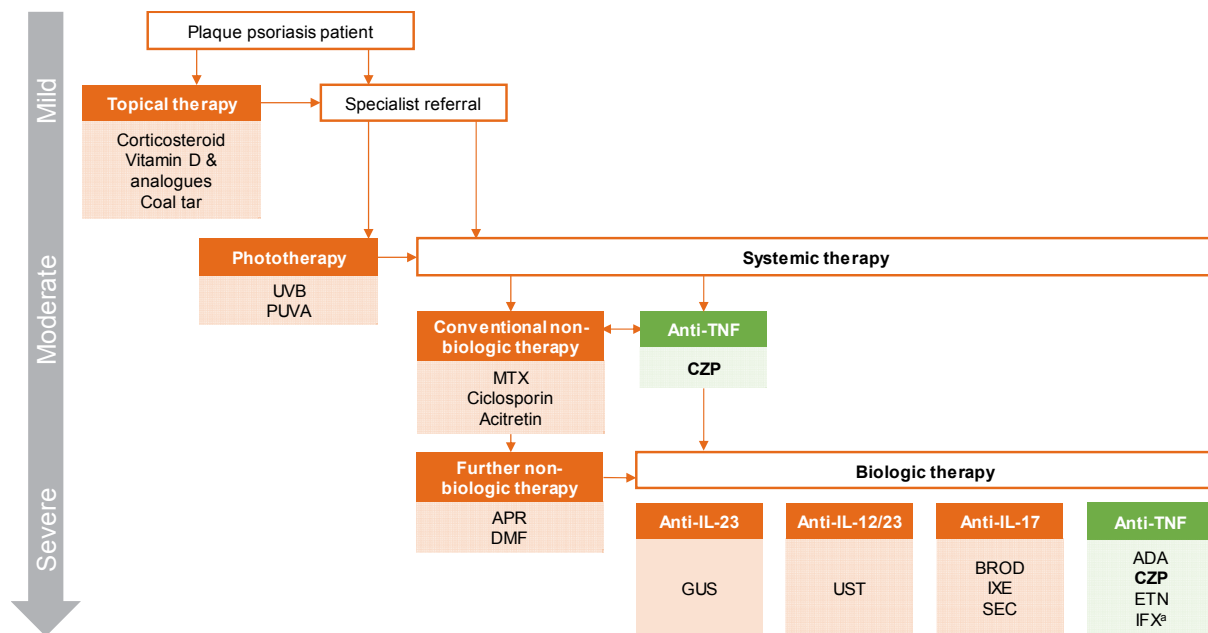 Plaque psoriasis patient
Mild
Topical therapy
Specialist referral
Corticosteroid
Vitamin D &
analogues
Coal tar
Moderate
Phototherapy
Systemic therapy
UVB
PUVA
Conventional non-
biologic therapy
Anti-TNF
MTX
Ciclosporin
Acitretin
CZP
Severe
Further non-
biologic therapy
Biologic therapy
APR
DMF
Anti-IL-23
Anti-IL-12/23
Anti-IL-17
Anti-TNF
GUS
UST
BROD
IXE
SEC
ADA
CZP
ETN
IFXᵃ